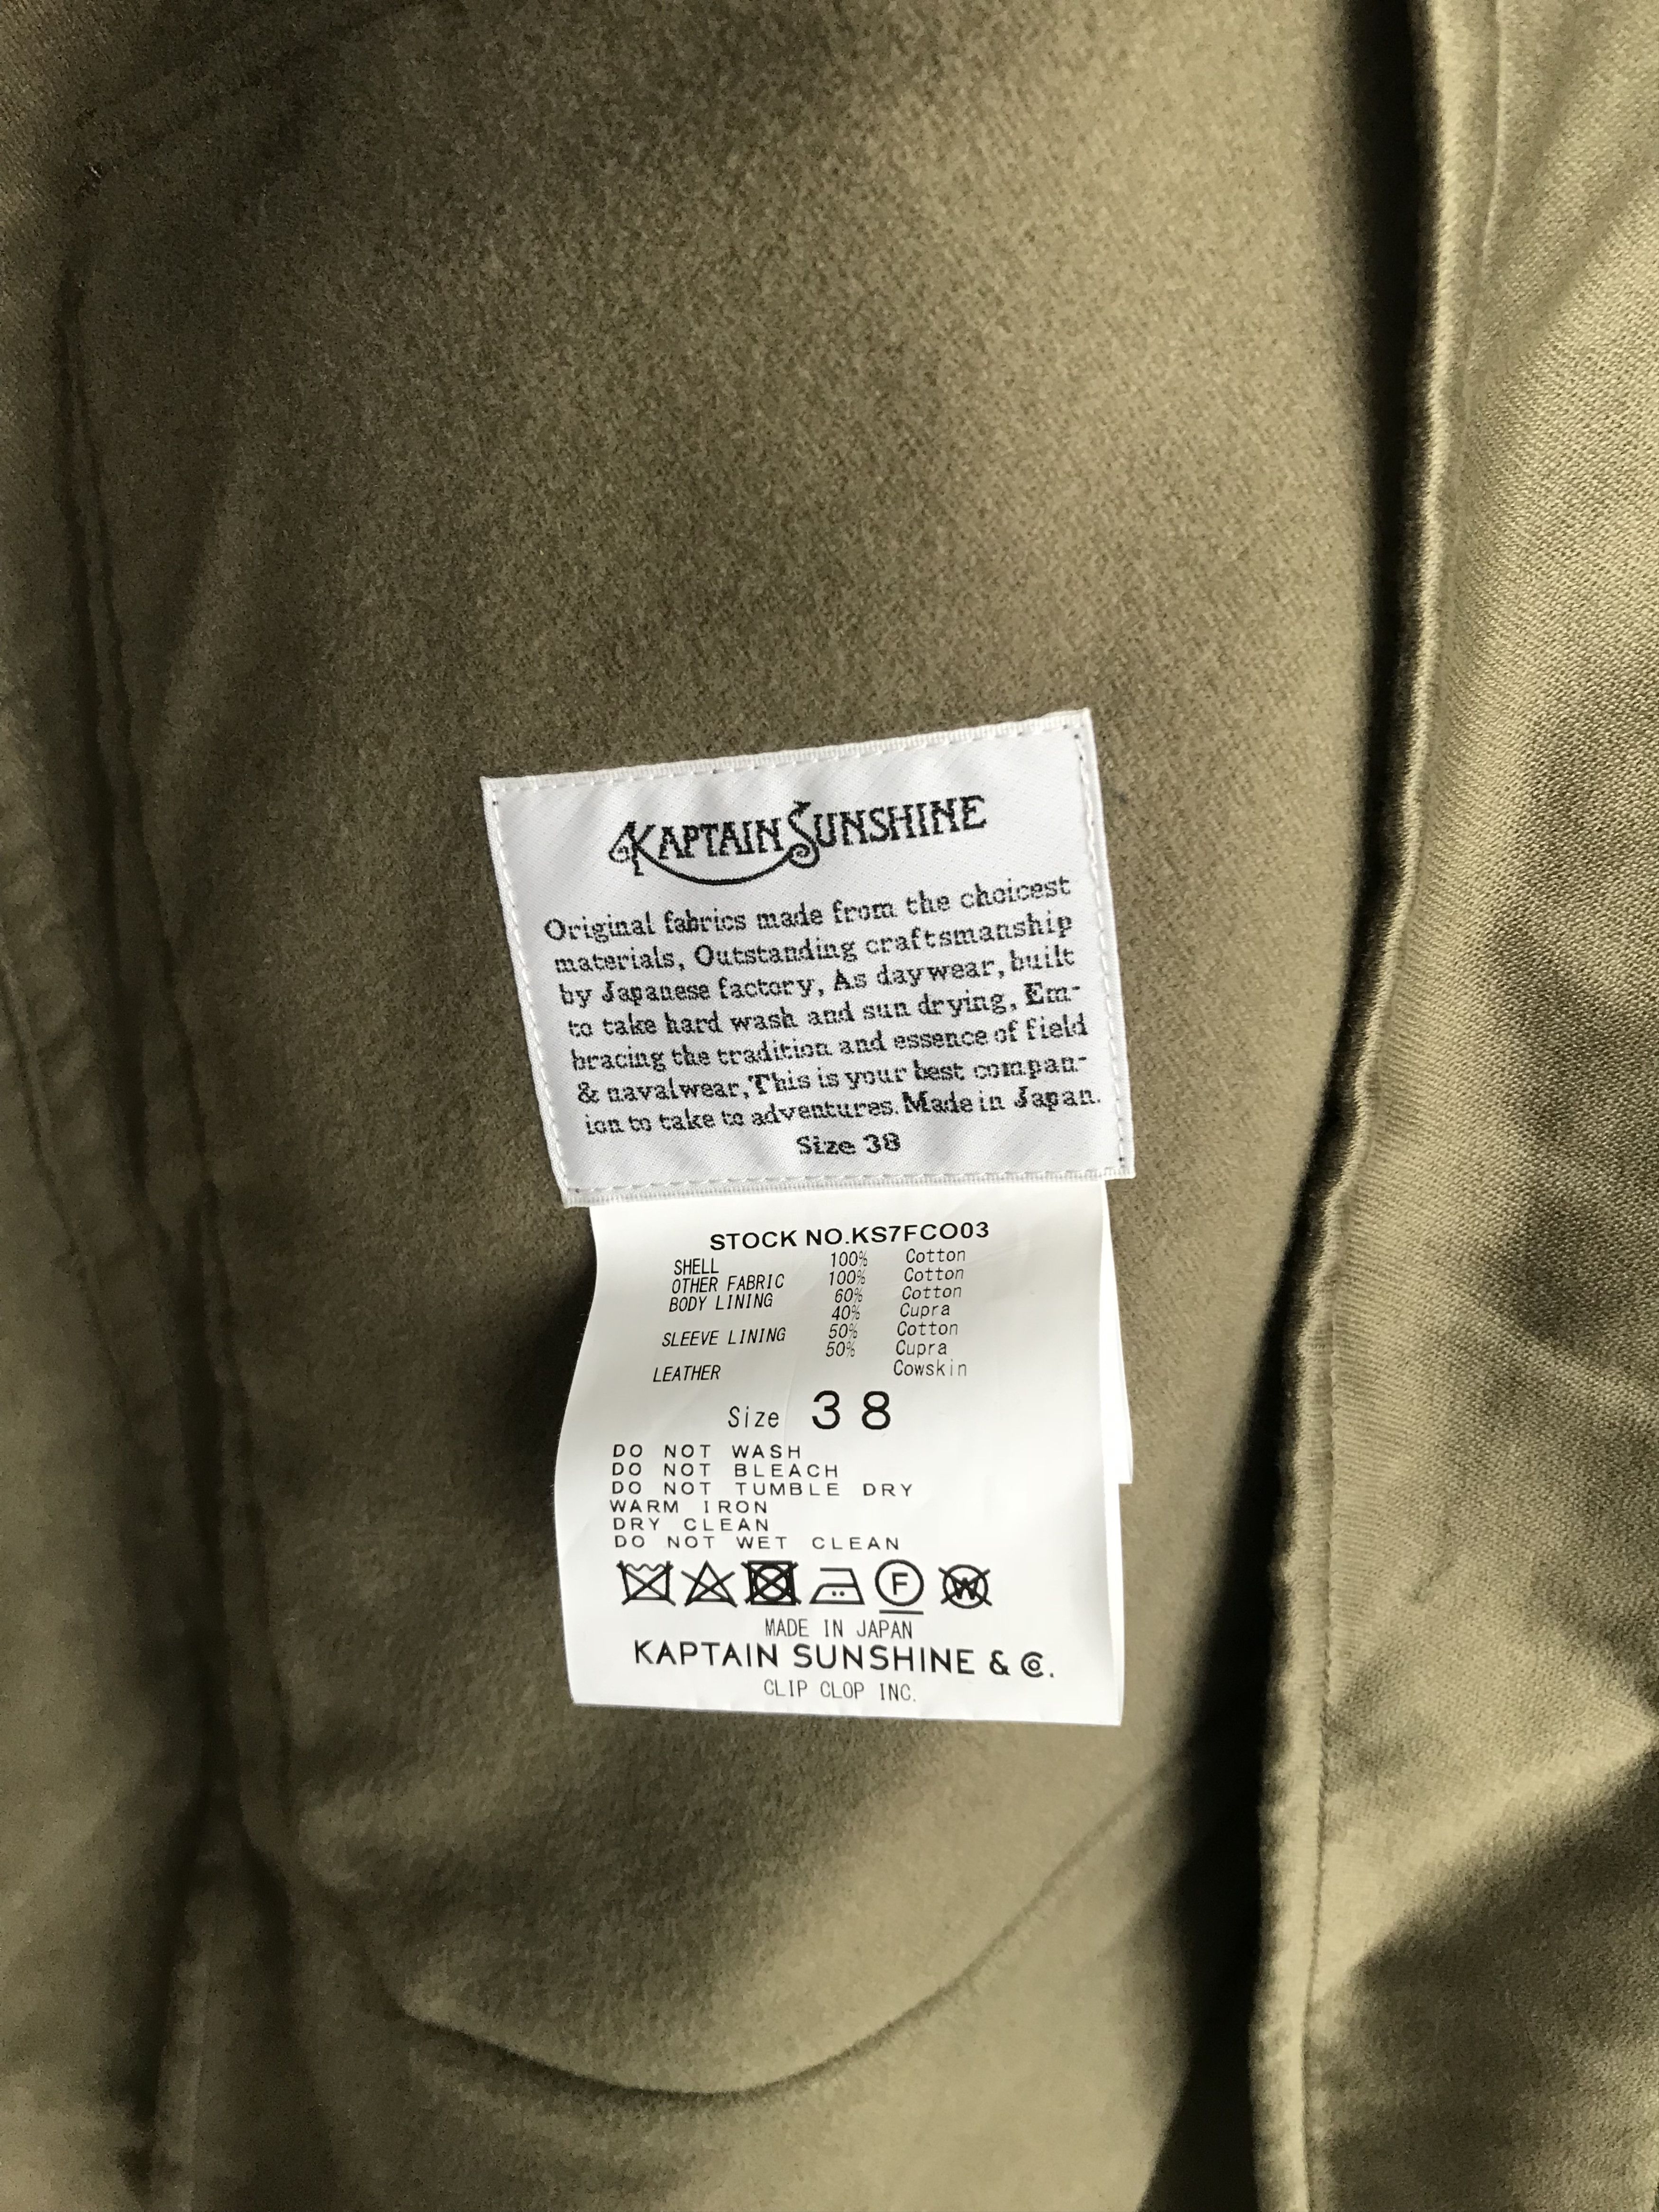 KAPTAIN SUNSHINE
Original fabrics made from the choicest
materials, Outstanding craftsmanship
by Japanese factory, As daywear, built
to take hard wash and sun drying, Em-
bracing the tradition and essence of field
& navalwear, This is your best compan-
ion to take to adventures. Made in Japan.
Size 38
STOCK NO.KS7FCO03
SHELL 100% Cotton
OTHER FABRIC 100% Cotton
BODY LINING 60% Cotton
40% Cupra
SLEEVE LINING 50% Cotton
50% Cupra
LEATHER Cowskin
Size 38
DO NOT WASH
DO NOT BLEACH
DO NOT TUMBLE DRY
WARM IRON
DRY CLEAN
DO NOT WET CLEAN
F W
MADE IN JAPAN
KAPTAIN SUNSHINE & Co.
CLIP CLOP INC.